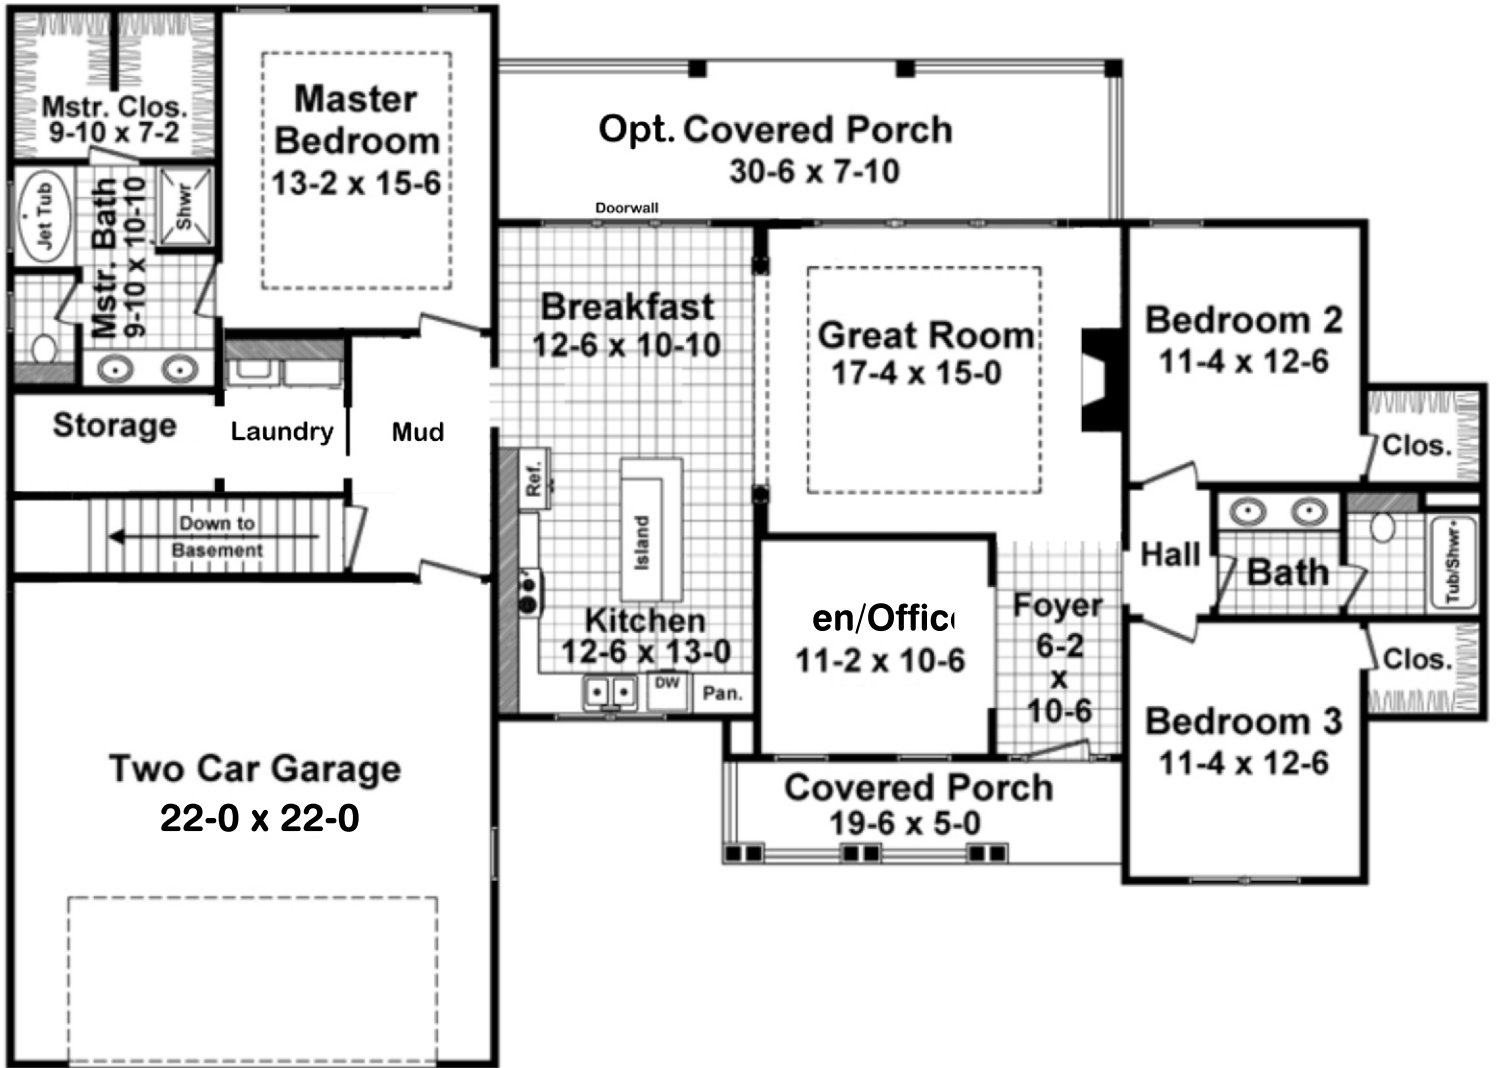 Mstr. Clos.
9-10 x 7-2
Master
Bedroom
13-2 x 15-6
Opt. Covered Porch
30-6 x 7-10
Doorwall
Jet Tub
Mstr. Bath
9-10 x 10-10
Shwr
Breakfast
12-6 x 10-10
Great Room
17-4 x 15-0
Bedroom 2
11-4 x 12-6
Clos.
Storage
Laundry
Mud
Ref.
Island
Down to
Basement
Hall
Bath
Tub/Shwr
Kitchen
12-6 x 13-0
DW
Pan.
en/Offic
11-2 x 10-6
Foyer
6-2
x
10-6
Clos.
Bedroom 3
11-4 x 12-6
Two Car Garage
22-0 x 22-0
Covered Porch
19-6 x 5-0